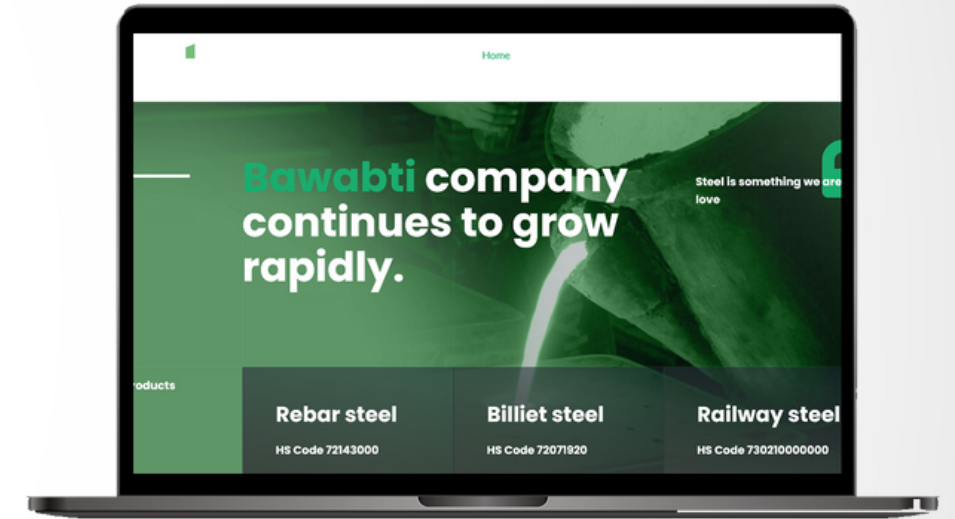 Home
Bawabti company
continues to grow
rapidly.
Steel is something we are
love
roducts
Rebar steel
HS Code 72143000
Billiet steel
HS Code 72071920
Railway steel
HS Code 730210000000